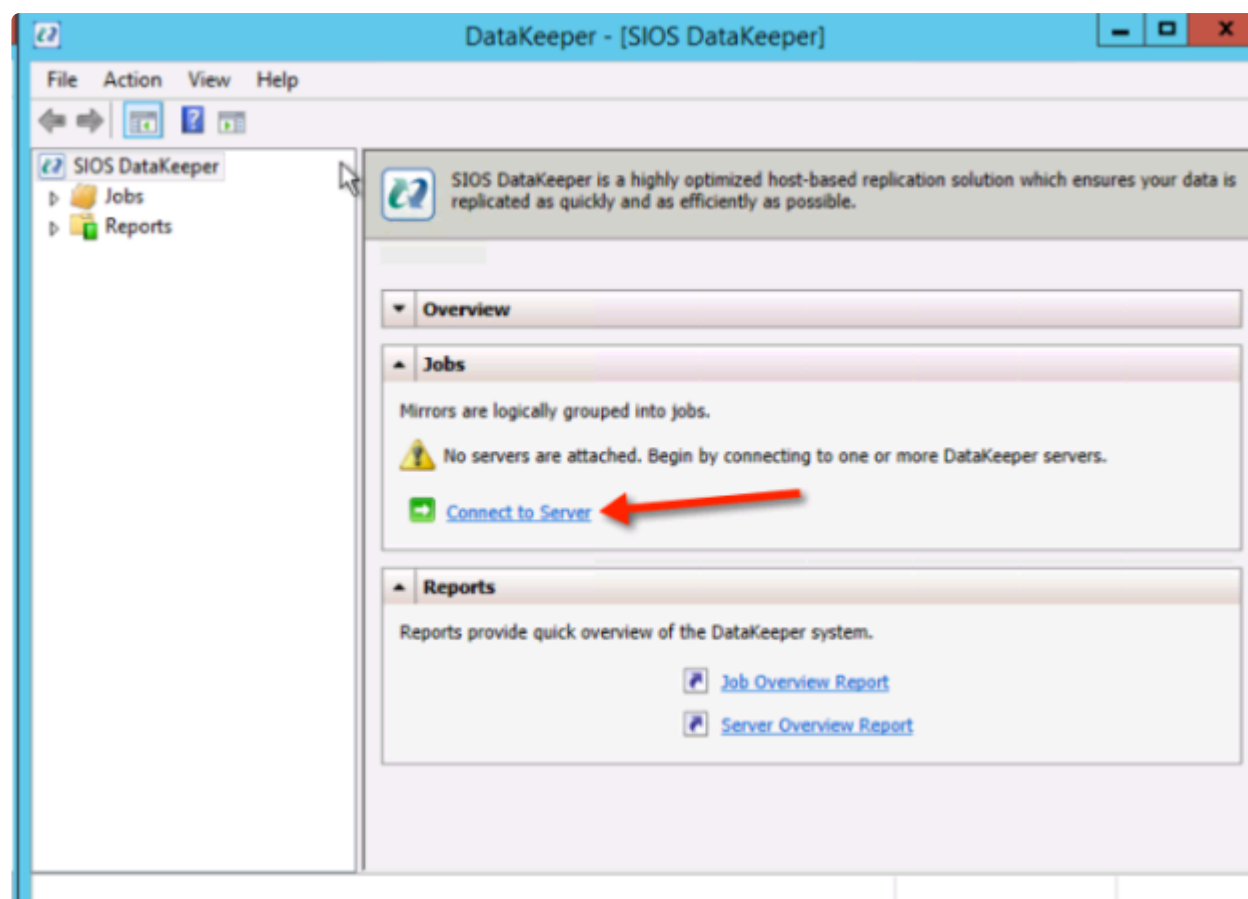 DataKeeper - [SIOS DataKeeper]
File Action View Help
SIOS DataKeeper
Jobs
Reports
SIOS DataKeeper is a highly optimized host-based replication solution which ensures your data is
replicated as quickly and as efficiently as possible.
Overview
Jobs
Mirrors are logically grouped into jobs.
No servers are attached. Begin by connecting to one or more DataKeeper servers.
Connect to Server
Reports
Reports provide quick overview of the DataKeeper system.
Job Overview Report
Server Overview Report